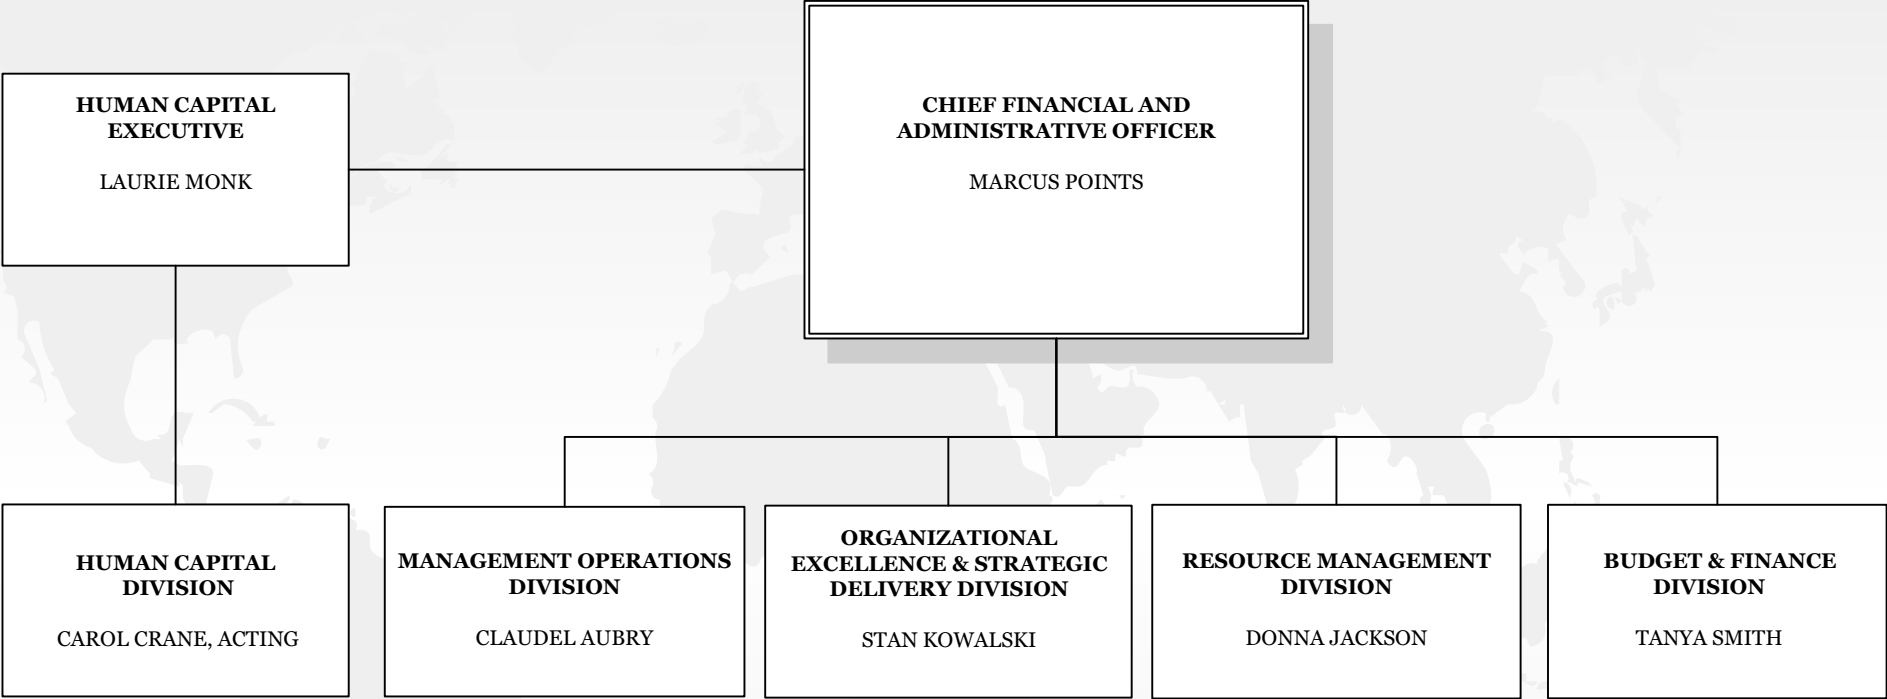 HUMAN CAPITAL
EXECUTIVE
LAURIE MONK
CHIEF FINANCIAL AND
ADMINISTRATIVE OFFICER
MARCUS POINTS
HUMAN CAPITAL
DIVISION
CAROL CRANE, ACTING
MANAGEMENT OPERATIONS
DIVISION
CLAUDEL AUBRY
ORGANIZATIONAL
EXCELLENCE & STRATEGIC
DELIVERY DIVISION
STAN KOWALSKI
RESOURCE MANAGEMENT
DIVISION
DONNA JACKSON
BUDGET & FINANCE
DIVISION
TANYA SMITH